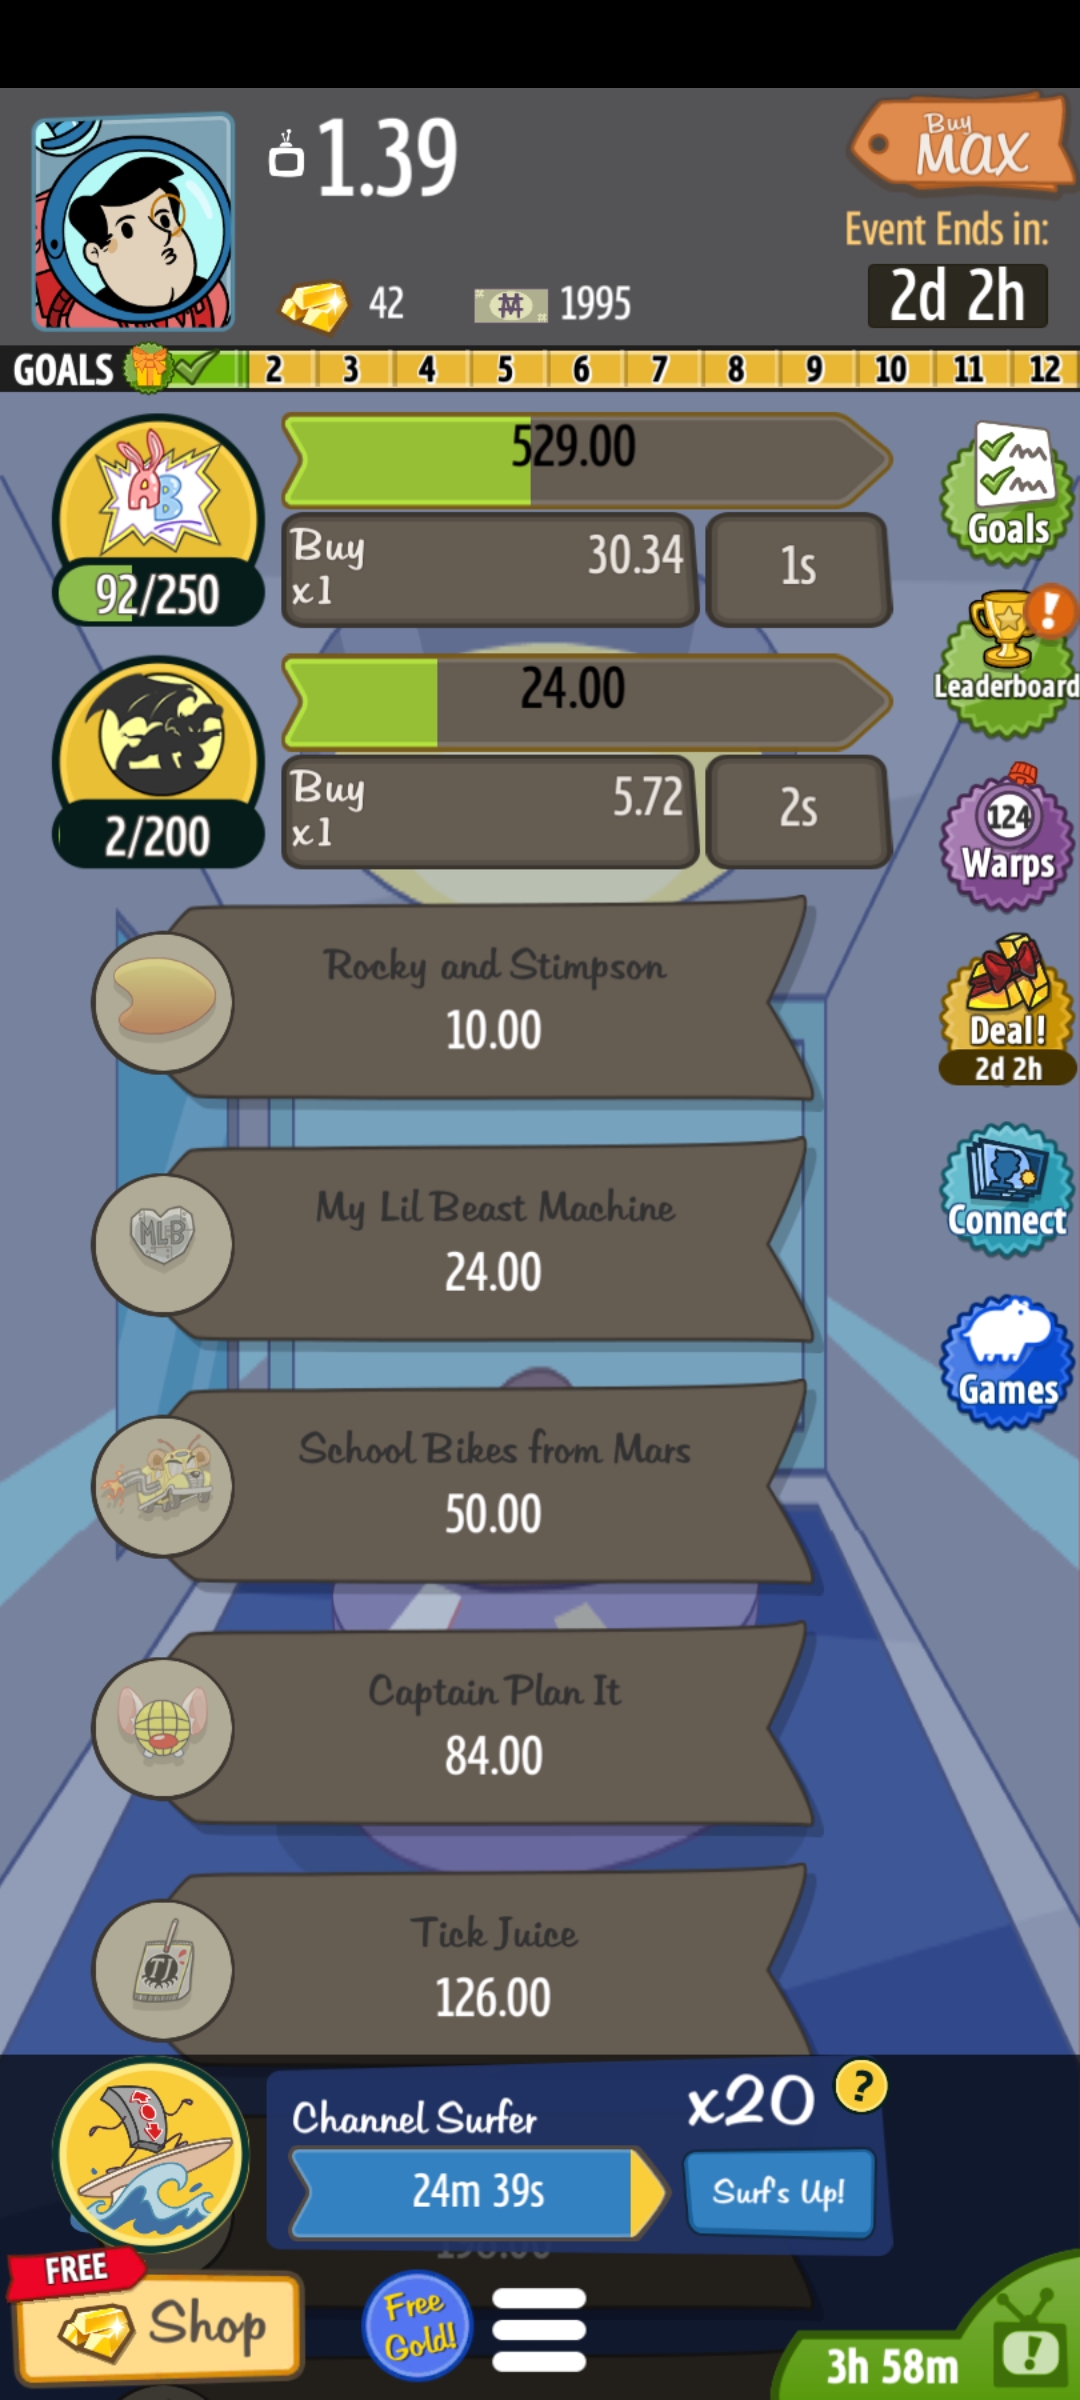 1.39
Buy
MAX
Event Ends in:
2d 2h
42
1995
GOALS 2 3 4 5 6 7 8 9 10 11 12
AB
92/250
529.00
Buy
x1
30.34
1s
Goals
Leaderboard
2/200
24.00
Buy
x1
5.72
2s
124
Warps
Rocky and Stimpson
10.00
Deal!
2d 2h
MLB
My Lil Beast Machine
24.00
Connect
School Bikes from Mars
50.00
Games
Captain Plan It
84.00
TJ
Tick Juice
126.00
Channel Surfer
x20
?
24m 39s
Surf's Up!
FREE
Shop
Free
Gold!
3h 58m